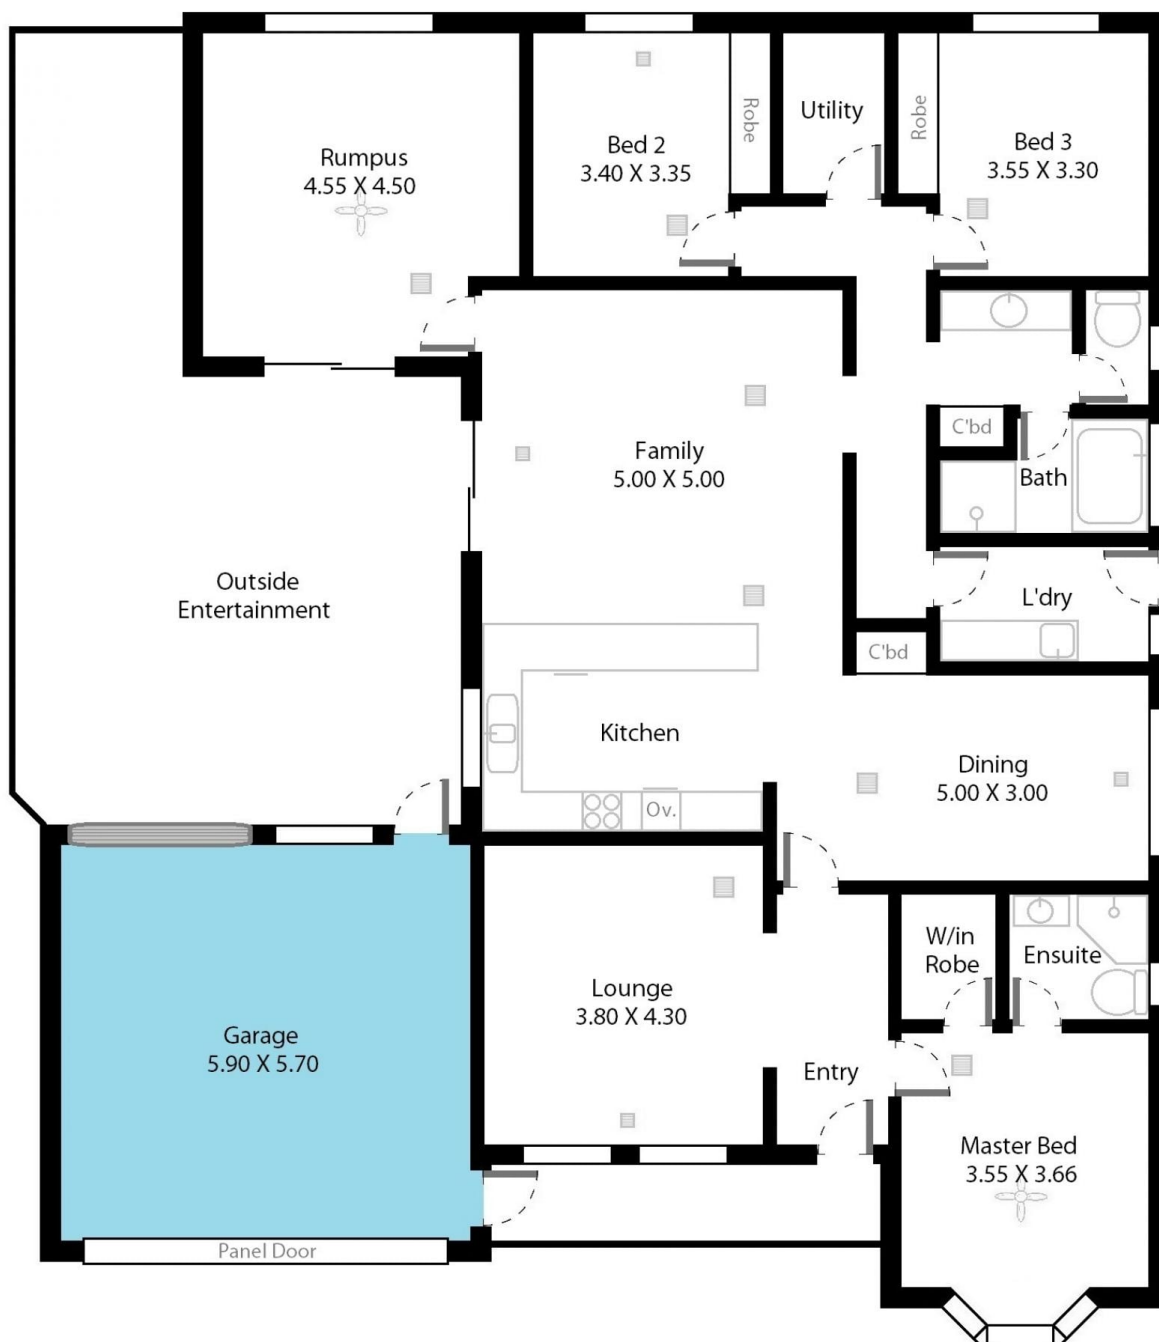 Rumpus
4.55 X 4.50
Bed 2
3.40 X 3.35
Robe
Utility
Robe
Bed 3
3.55 X 3.30
Family
5.00 X 5.00
C'bd
Bath
Outside
Entertainment
L'dry
C'bd
Kitchen
Ov.
Dining
5.00 X 3.00
W/in
Robe
Ensuite
Lounge
3.80 X 4.30
Garage
5.90 X 5.70
Entry
Master Bed
3.55 X 3.66
Panel Door